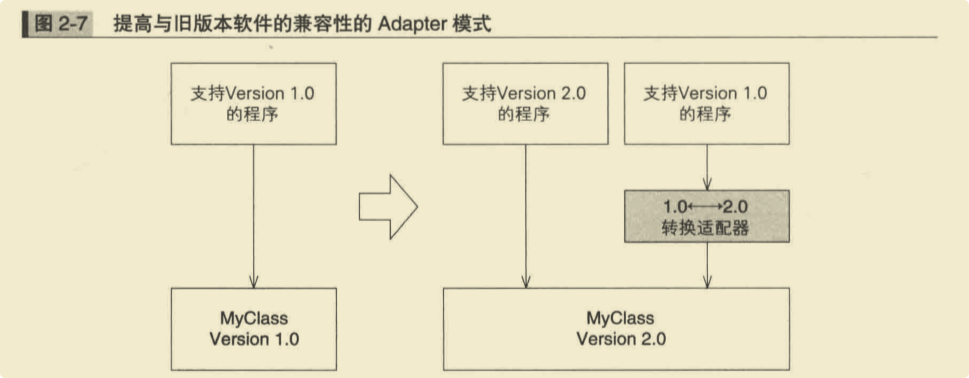 图 2-7 提高与旧版本软件的兼容性的 Adapter 模式
支持Version 1.0
的程序
支持Version 2.0
的程序
支持Version 1.0
的程序
1.0⟷2.0
转换适配器
MyClass
Version 1.0
MyClass
Version 2.0